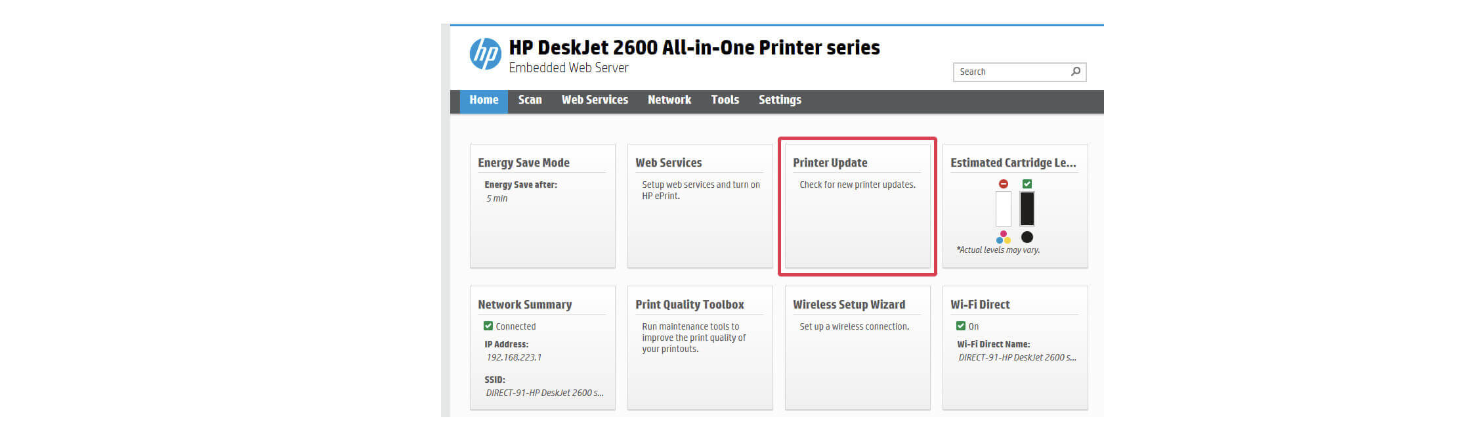 hp
HP DeskJet 2600 All-in-One Printer series
Embedded Web Server
Search
Home Scan Web Services Network Tools Settings
Energy Save Mode
Energy Save after:
5 min
Web Services
Setup web services and turn on
HP ePrint.
Printer Update
Check for new printer updates.
Estimated Cartridge Le...
*Actual levels may vary.
Network Summary
Connected
IP Address:
192.168.223.1
SSID:
DIRECT-91-HP DeskJet 2600 s...
Print Quality Toolbox
Run maintenance tools to
improve the print quality of
your printouts.
Wireless Setup Wizard
Set up a wireless connection.
Wi-Fi Direct
On
Wi-Fi Direct Name:
DIRECT-91-HP DeskJet 2600 s...